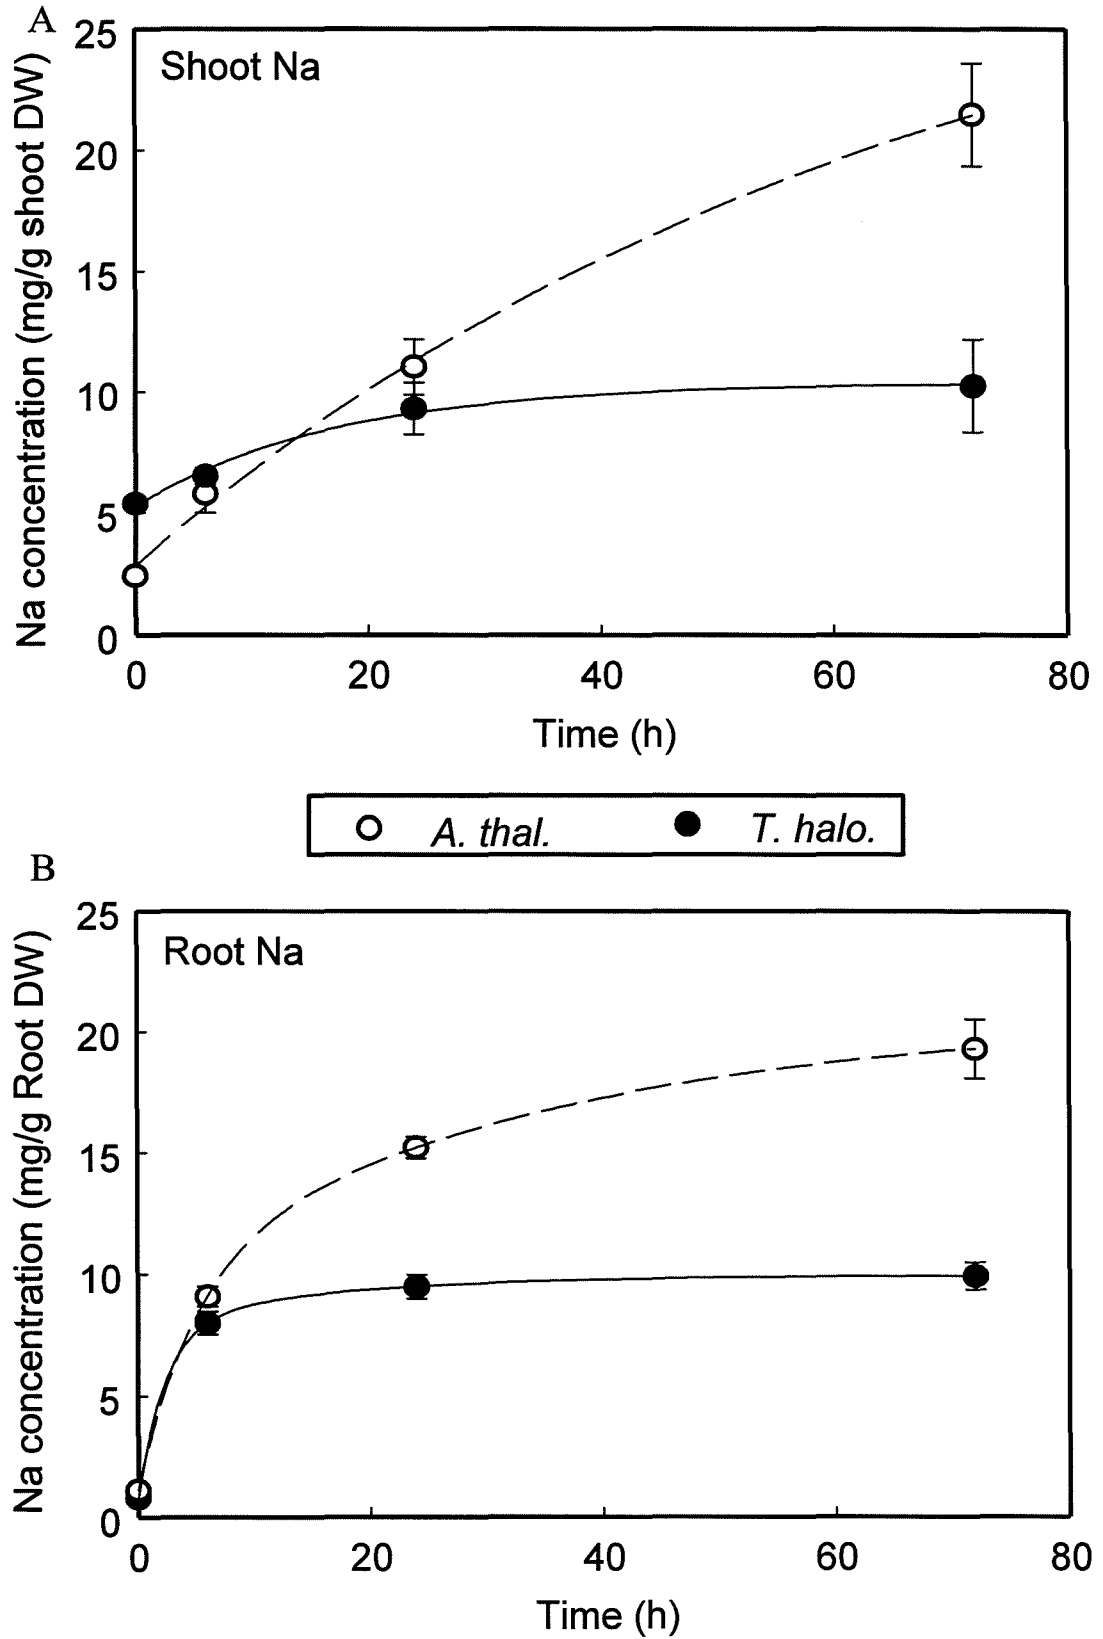 A
Shoot Na
Na concentration (mg/g shoot DW)
25
20
15
10
5
0
0 20 40 60 80
Time (h)
A. thal. T. halo.
B
Root Na
Na concentration (mg/g Root DW)
25
20
15
10
5
0
0 20 40 60 80
Time (h)